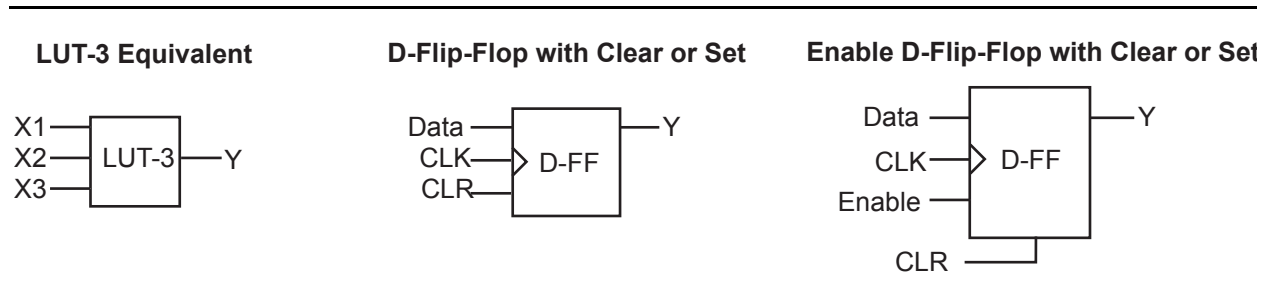 LUT-3 Equivalent
D-Flip-Flop with Clear or Set
Enable D-Flip-Flop with Clear or Set
X1
X2
X3
LUT-3
Y
Data
CLK
CLR
D-FF
Y
Data
CLK
Enable
CLR
D-FF
Y